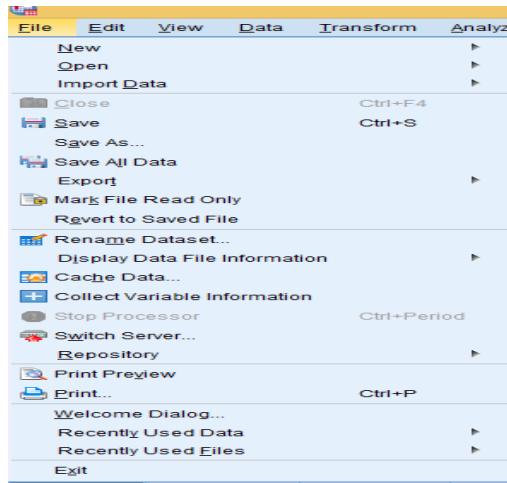 File Edit View Data Transform Analyz
New
Open
Import Data
Close Ctrl+F4
Save Ctrl+S
Save As...
Save All Data
Export
Mark File Read Only
Revert to Saved File
Rename Dataset...
Display Data File Information
Cache Data...
Collect Variable Information
Stop Processor Ctrl+Period
Switch Server...
Repository
Print Preview
Print... Ctrl+P
Welcome Dialog...
Recently Used Data
Recently Used Files
Exit